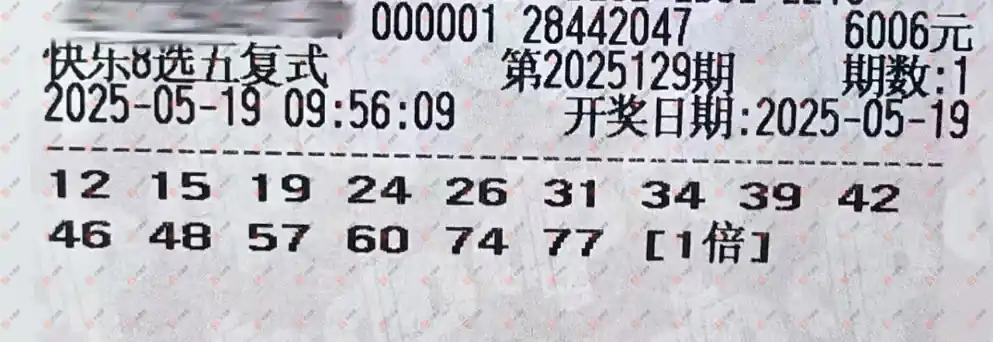 000001 28442047 6006元
快乐8选五复式 第2025129期 期数:1
2025-05-19 09:56:09 开奖日期:2025-05-19
12 15 19 24 26 31 34 39 42
46 48 57 60 74 77 [1倍]